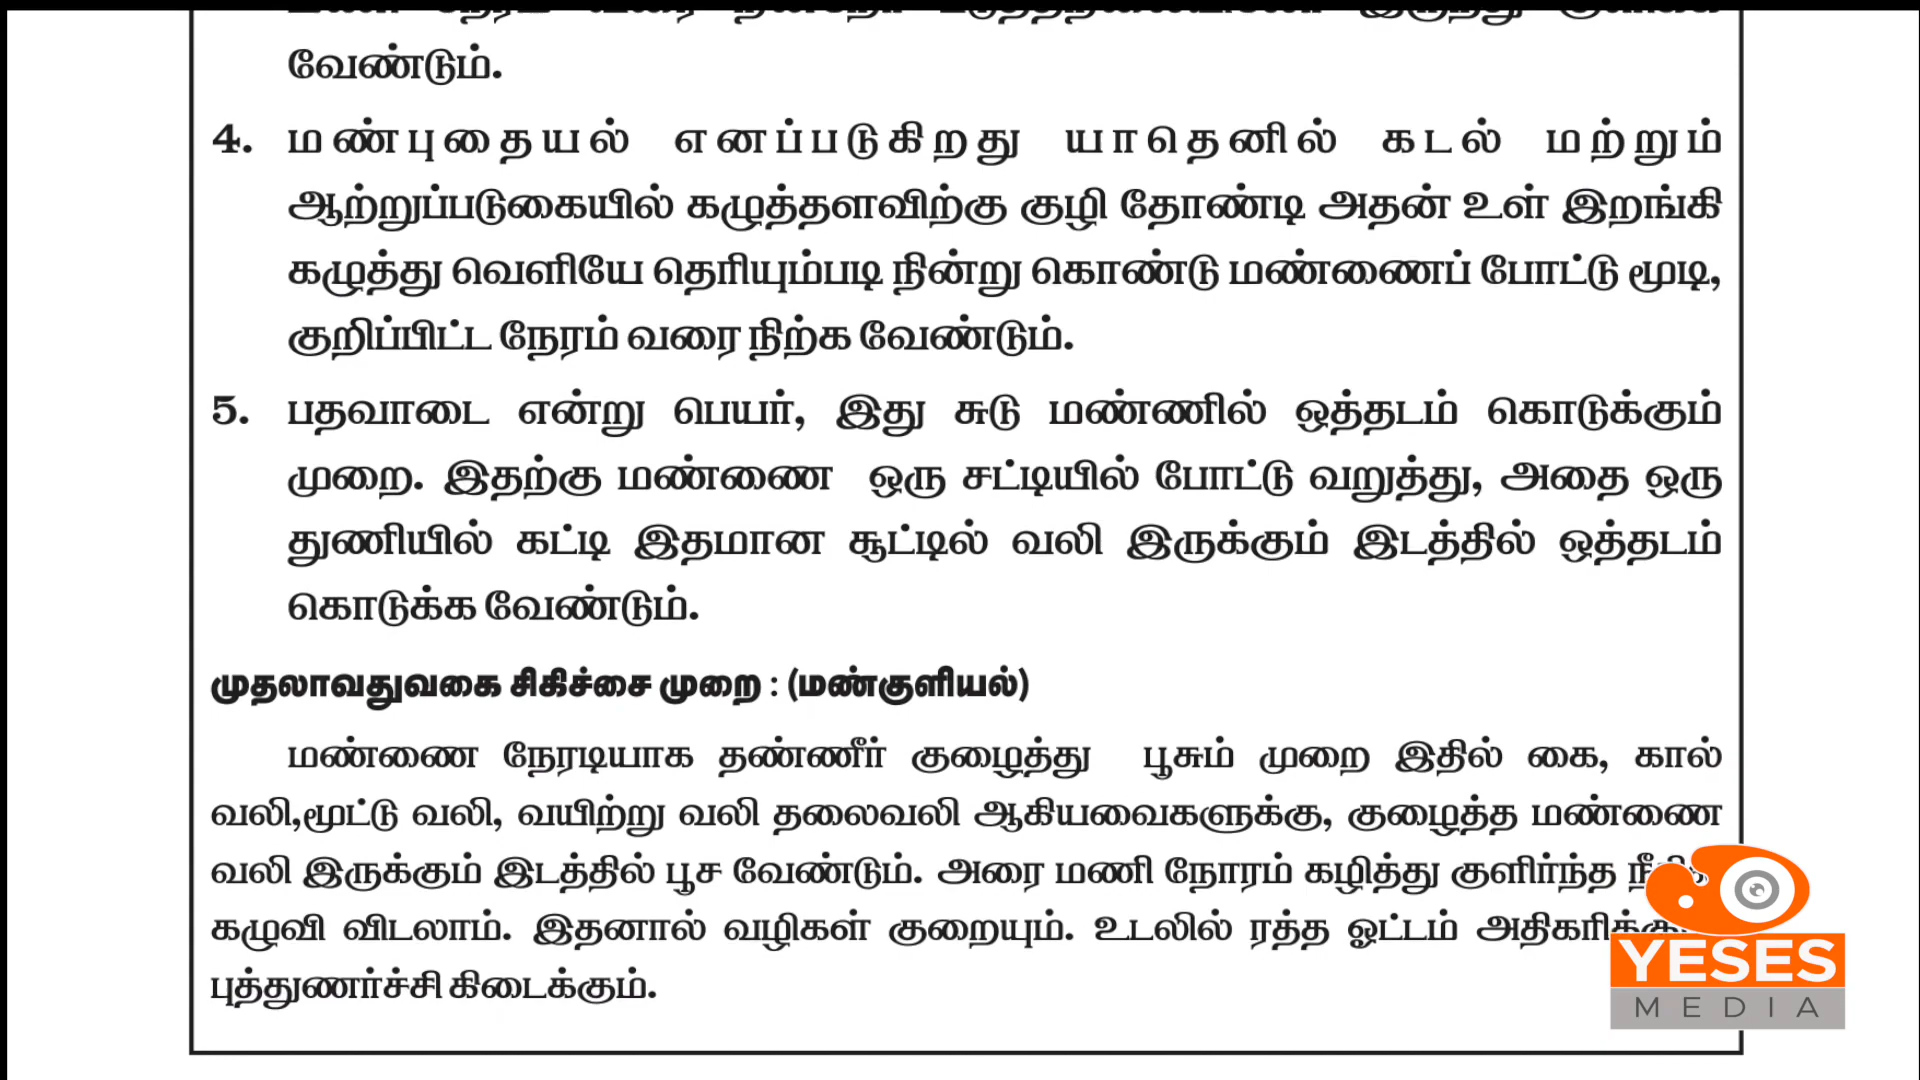 வேண்டும்.
4. மண்புதையல் எனப்படுகிறது யாதெனில் கடல் மற்றும்
ஆற்றுப்படுகையில் கழுத்தளவிற்கு குழி தோண்டி அதன் உள் இறங்கி
கழுத்து வெளியே தெரியும்படி நின்று கொண்டு மண்ணைப் போட்டு மூடி,
குறிப்பிட்ட நேரம் வரை நிற்க வேண்டும்.
5. பதவாடை என்று பெயர், இது சுடு மண்ணில் ஒத்தடம் கொடுக்கும்
முறை. இதற்கு மண்ணை ஒரு சட்டியில் போட்டு வறுத்து, அதை ஒரு
துணியில் கட்டி இதமான சூட்டில் வலி இருக்கும் இடத்தில் ஒத்தடம்
கொடுக்க வேண்டும்.
முதலாவதுவகை சிகிச்சை முறை : (மண்குளியல்)
மண்ணை நேரடியாக தண்ணீர் குழைத்து பூசும் முறை இதில் கை, கால்
வலி,மூட்டு வலி, வயிற்று வலி தலைவலி ஆகியவைகளுக்கு, குழைத்த மண்ணை
வலி இருக்கும் இடத்தில் பூச வேண்டும். அரை மணி நோரம் கழித்து குளிர்ந்த
கழுவி விடலாம். இதனால் வழிகள் குறையும். உடலில் ரத்த ஓட்டம்
புத்துணர்ச்சி கிடைக்கும்.
YESES
MEDIA